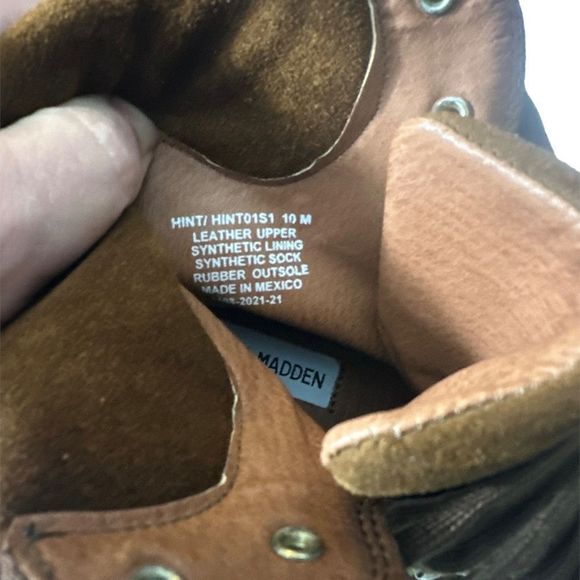 HINT/ HINT01S1 10 M
LEATHER UPPER
SYNTHETIC LINING
SYNTHETIC SOCK
RUBBER OUTSOLE
MADE IN MEXICO
-2021-21
MADDEN